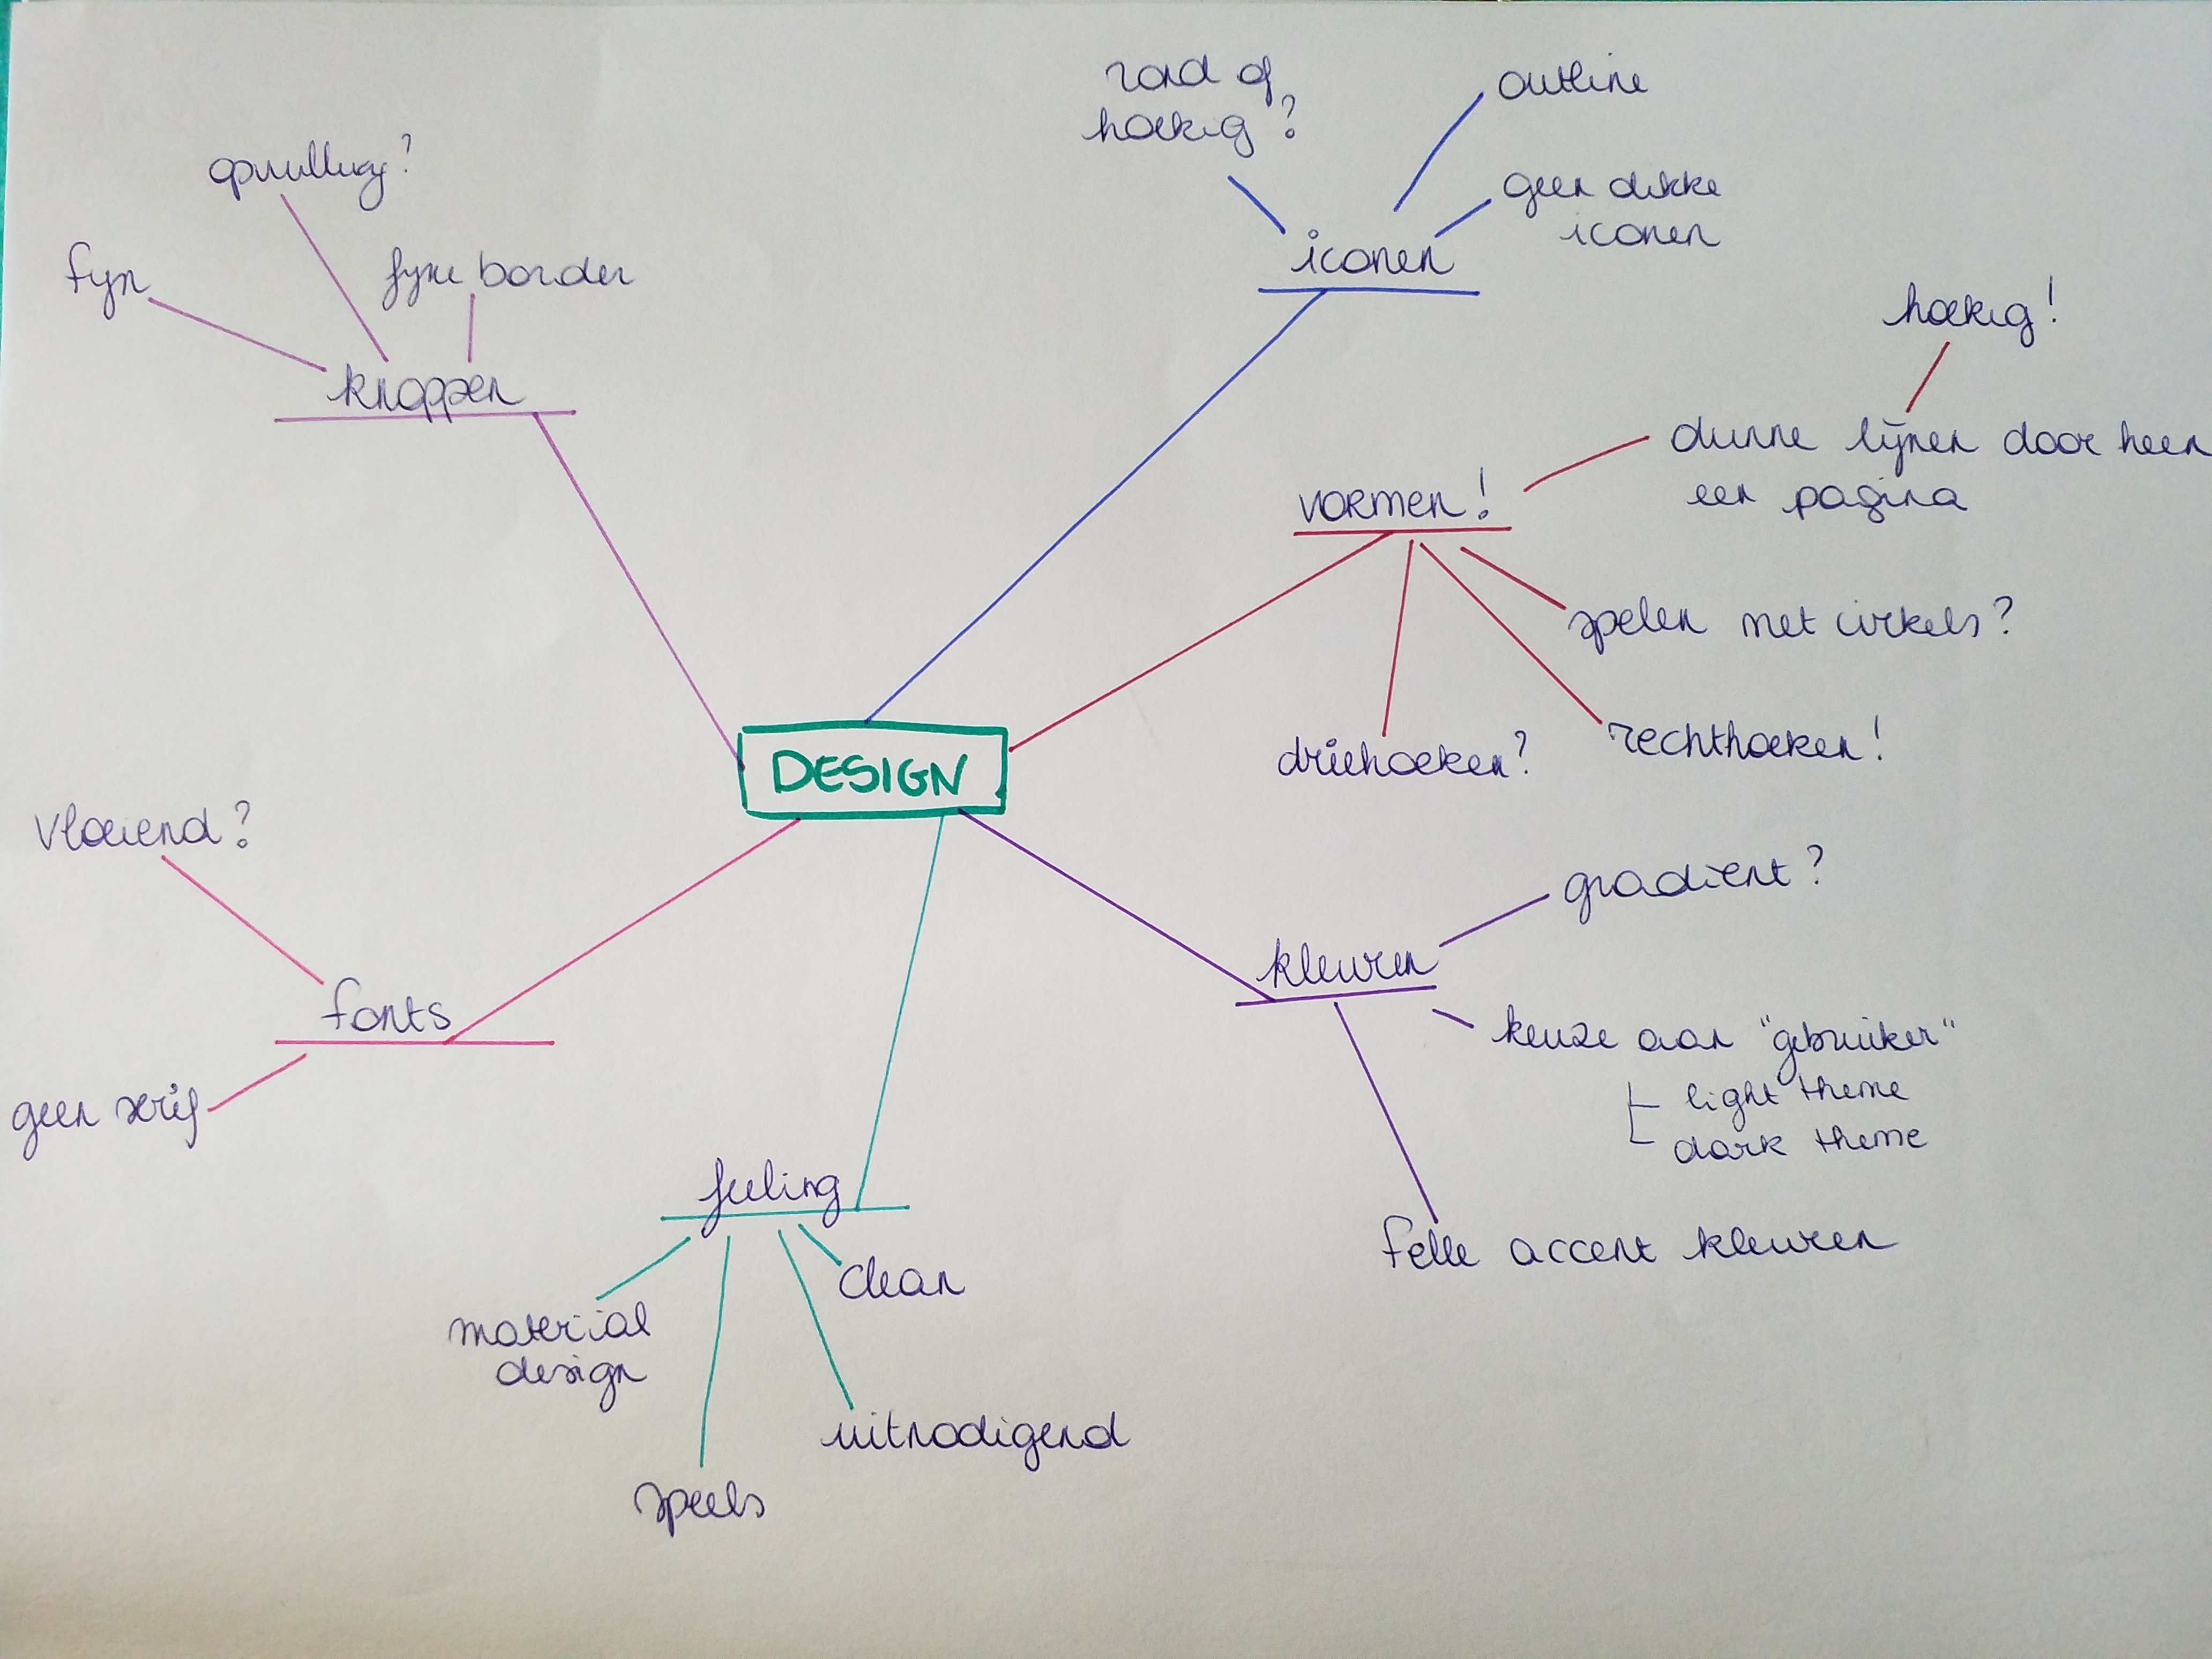 rond of
hoekig?
outline
geen dikke
iconen
iconen
opvulling?
fijn
fijne border
knoppen
hoekig!
dunne lijnen door heen
een pagina
vormen!
spelen met cirkels?
rechthoeken!
driehoeken?
DESIGN
vloeiend?
fonts
geen serif
gradient?
kleuren
keuze aan "gebruiker"
light theme
dark theme
felle accent kleuren
feeling
clean
material
design
uitnodigend
speels